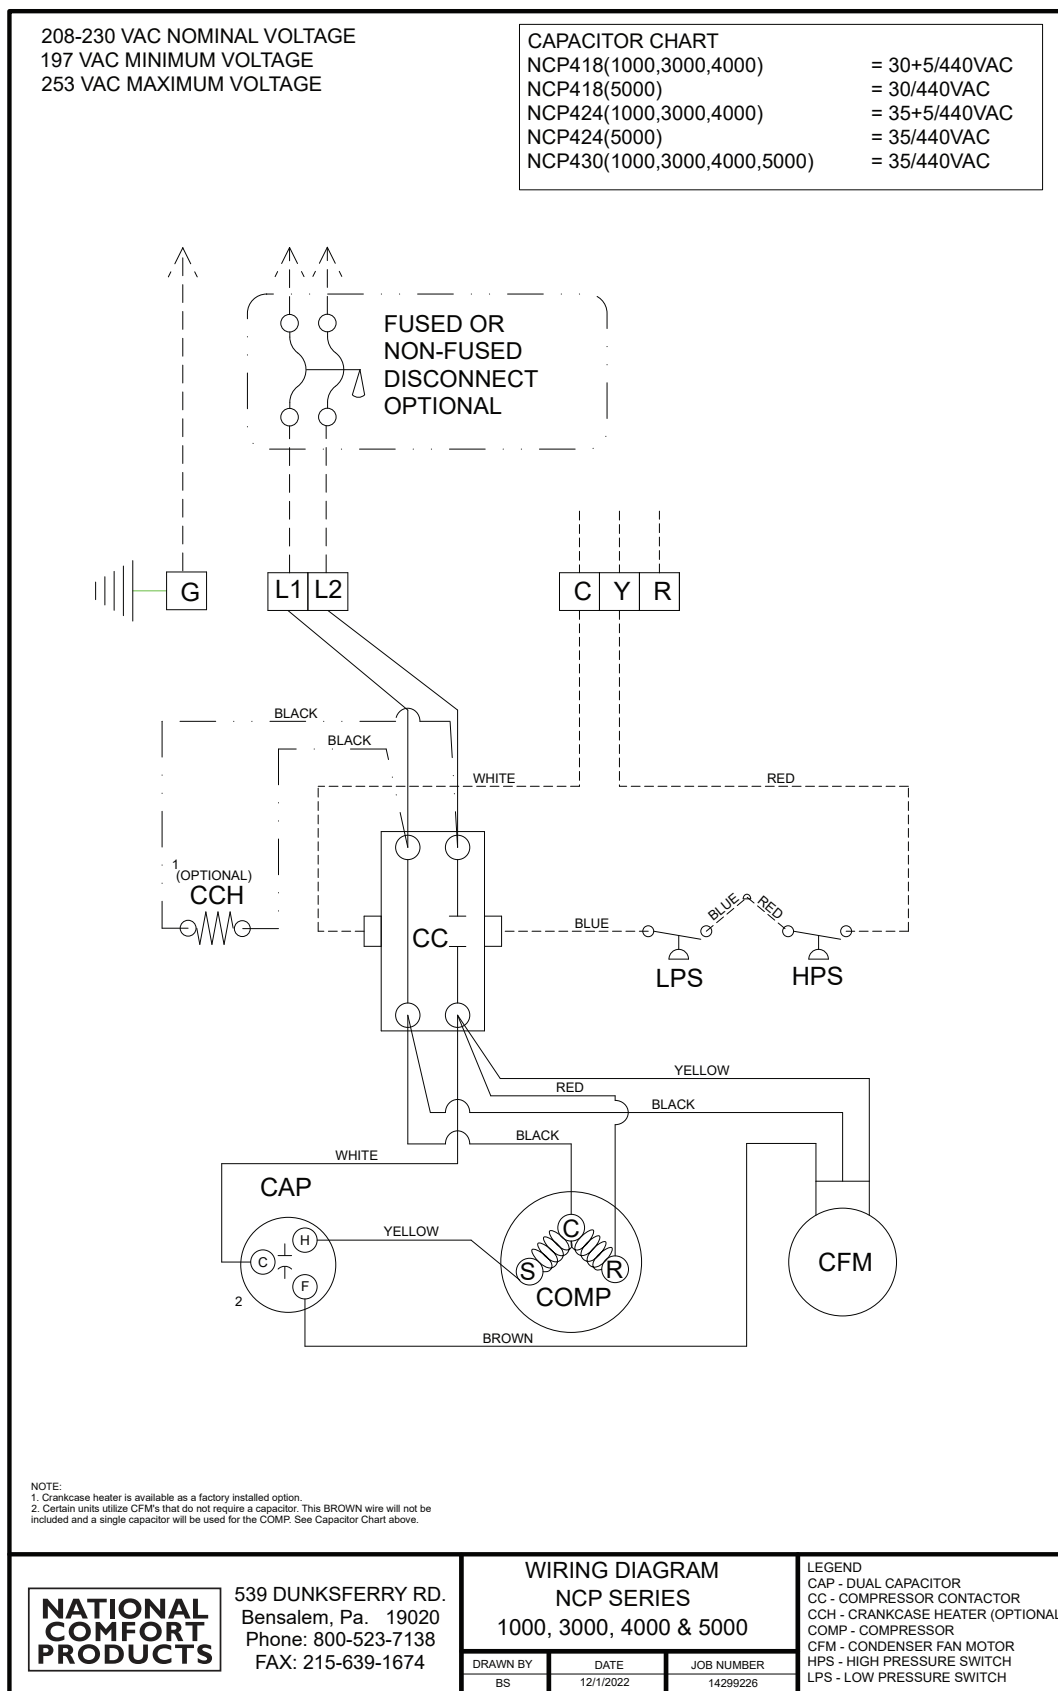 208-230 VAC NOMINAL VOLTAGE
197 VAC MINIMUM VOLTAGE
253 VAC MAXIMUM VOLTAGE
CAPACITOR CHART
NCP418(1000,3000,4000) = 30+5/440VAC
NCP418(5000) = 30/440VAC
NCP424(1000,3000,4000) = 35+5/440VAC
NCP424(5000) = 35/440VAC
NCP430(1000,3000,4000,5000) = 35/440VAC
FUSED OR
NON-FUSED
DISCONNECT
OPTIONAL
G L1 L2 C Y R
BLACK
BLACK
WHITE RED
1
(OPTIONAL)
CCH
CC
BLUE BLUE RED
LPS HPS
YELLOW
RED
BLACK
BLACK
WHITE
CAP
YELLOW
H
C
F
2
C
S R
COMP
CFM
BROWN
NOTE:
1. Crankcase heater is available as a factory installed option.
2. Certain units utilize CFM's that do not require a capacitor. This BROWN wire will not be
included and a single capacitor will be used for the COMP. See Capacitor Chart above.
NATIONAL
COMFORT
PRODUCTS
539 DUNKSFERRY RD.
Bensalem, Pa. 19020
Phone: 800-523-7138
FAX: 215-639-1674
WIRING DIAGRAM
NCP SERIES
1000, 3000, 4000 & 5000
DRAWN BY DATE JOB NUMBER
BS 12/1/2022 14299226
LEGEND
CAP - DUAL CAPACITOR
CC - COMPRESSOR CONTACTOR
CCH - CRANKCASE HEATER (OPTIONAL
COMP - COMPRESSOR
CFM - CONDENSER FAN MOTOR
HPS - HIGH PRESSURE SWITCH
LPS - LOW PRESSURE SWITCH